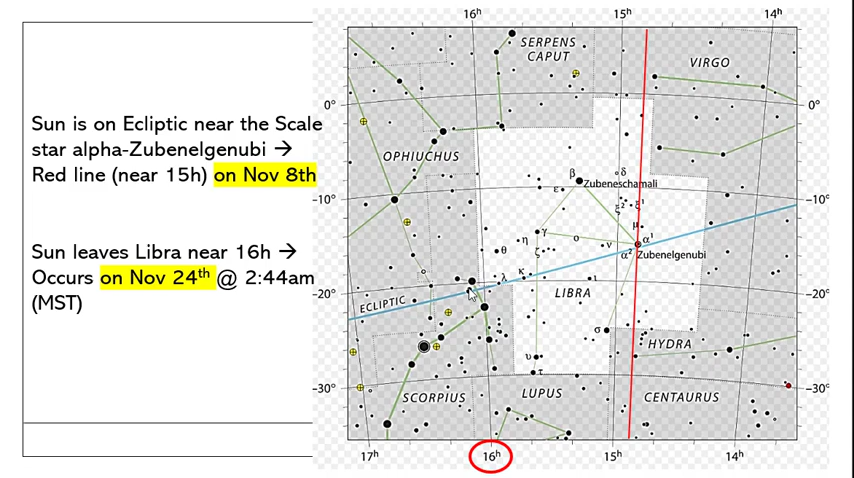 Sun is on Ecliptic near the Scale
star alpha-Zubenelgenubi →
Red line (near 15h) on Nov 8th
Sun leaves Libra near 16h →
Occurs on Nov 24th @ 2:44am
(MST)
16h 15h 14h
SERPENS
CAPUT
VIRGO
0° 0°
OPHIUCHUS
β δ
Zubeneschamali
ε
−10° −10°
ξ² ξ¹
μ
γ
η ο ν α¹
θ ζ α² Zubenelgenubi
κ
λ ι
−20° LIBRA −20°
ECLIPTIC
σ
HYDRA
υ
τ
−30° −30°
SCORPIUS LUPUS CENTAURUS
17h 16h 15h 14h